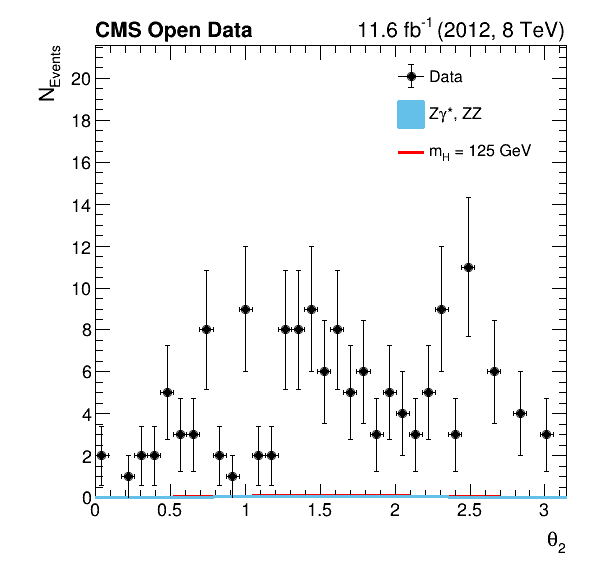 CMS Open Data 11.6 fb⁻¹ (2012, 8 TeV)
N_Events
Data
Zγ*, ZZ
m_H = 125 GeV
20
18
16
14
12
10
8
6
4
2
0
0 0.5 1 1.5 2 2.5 3
θ₂